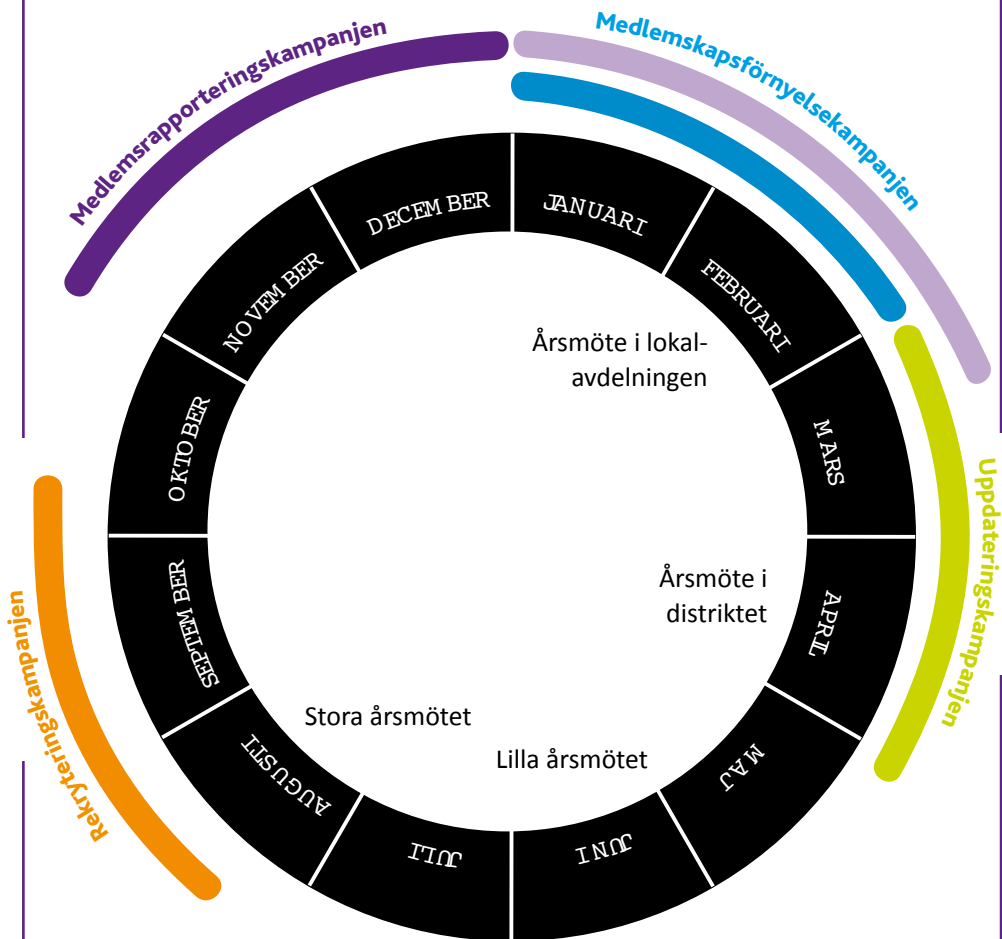 Medlemsrapporteringskampanjen
Medlemskapsförnyelsekampanjen
Uppdateringskampanjen
Rekryteringskampanjen
JANUARI
FEBRUARI
MARS
APRIL
MAJ
JUNI
JULI
AUGUSTI
SEPTEMBER
OKTOBER
NOVEMBER
DECEMBER
Årsmöte i lokal-
avdelningen
Årsmöte i
distriktet
Stora årsmötet
Lilla årsmötet